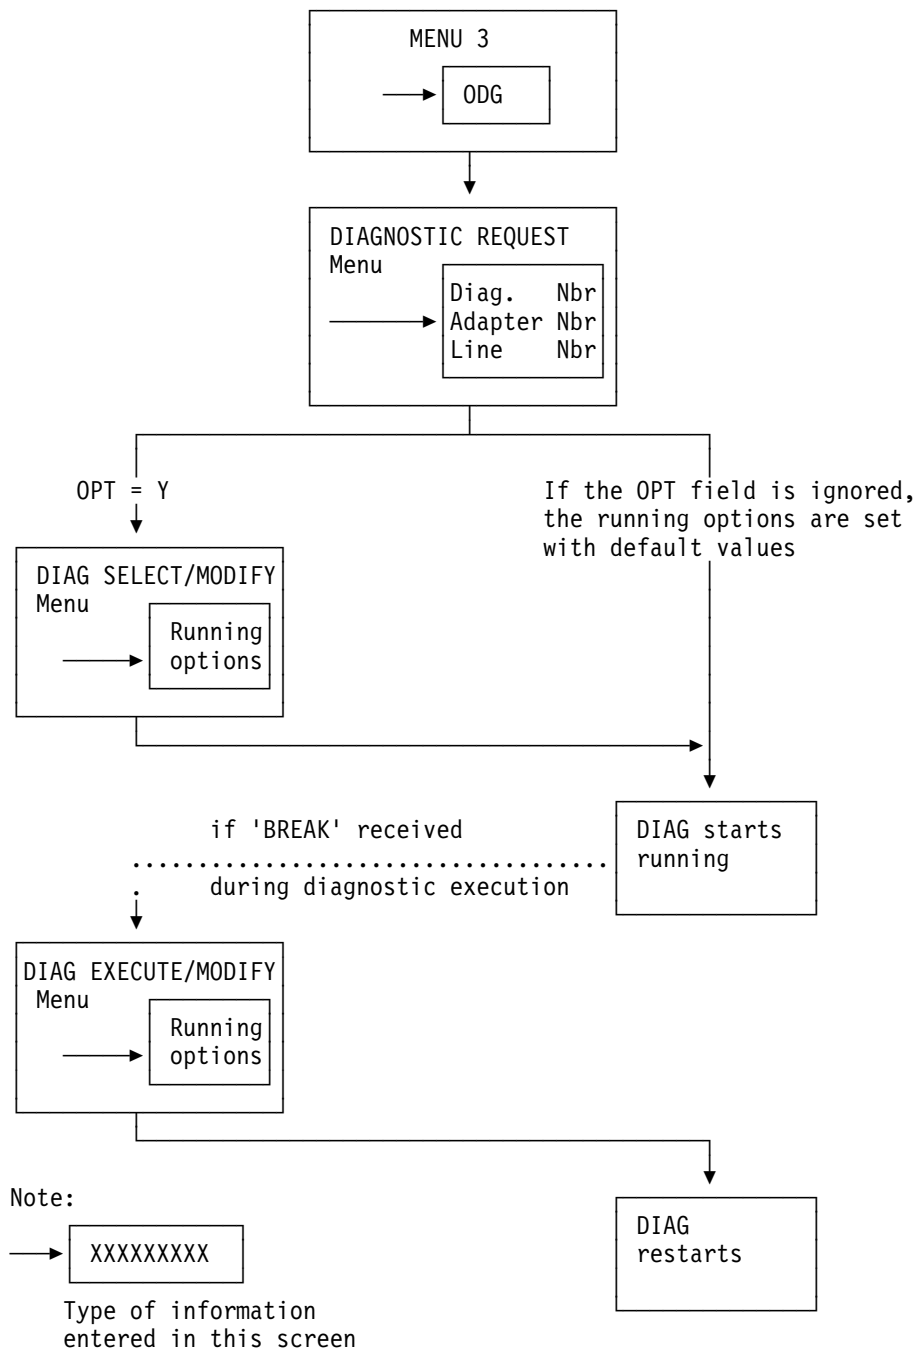 MENU 3
ODG
DIAGNOSTIC REQUEST
Menu
Diag. Nbr
Adapter Nbr
Line Nbr
OPT = Y
If the OPT field is ignored,
the running options are set
with default values
DIAG SELECT/MODIFY
Menu
Running
options
if 'BREAK' received
during diagnostic execution
DIAG starts
running
DIAG EXECUTE/MODIFY
Menu
Running
options
Note:
XXXXXXXXX
Type of information
entered in this screen
DIAG
restarts